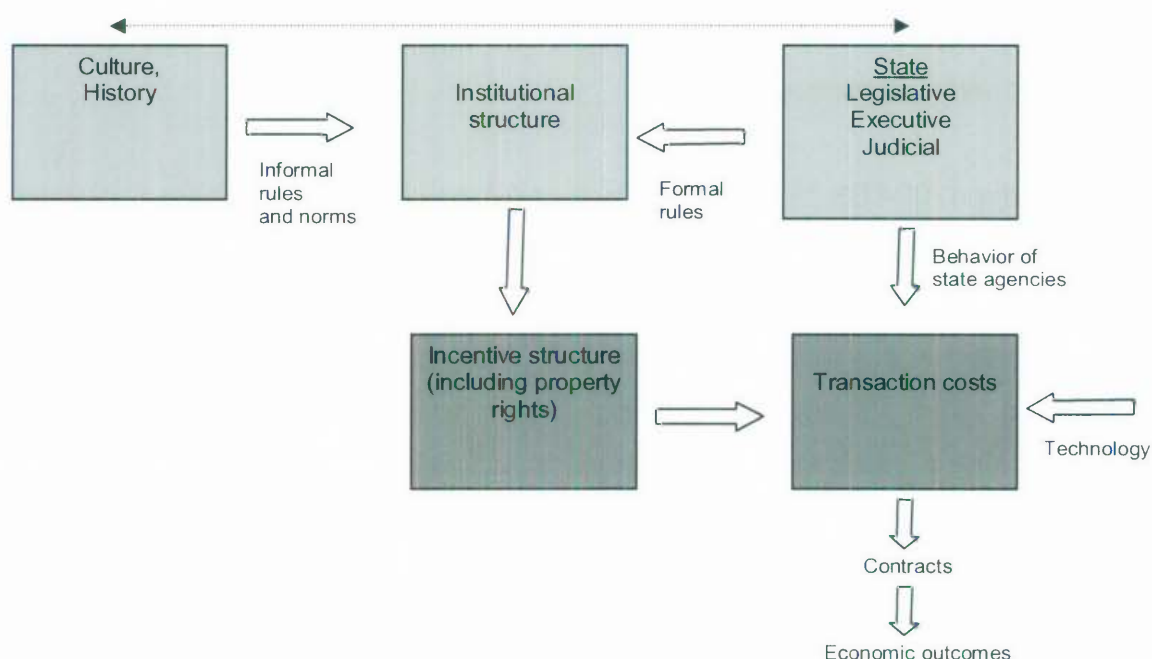 Culture,
History
Institutional
structure
State
Legislative
Executive
Judicial
Informal
rules
and norms
Formal
rules
Behavior of
state agencies
Incentive structure
(including property
rights)
Transaction costs
Technology
Contracts
Economic outcomes